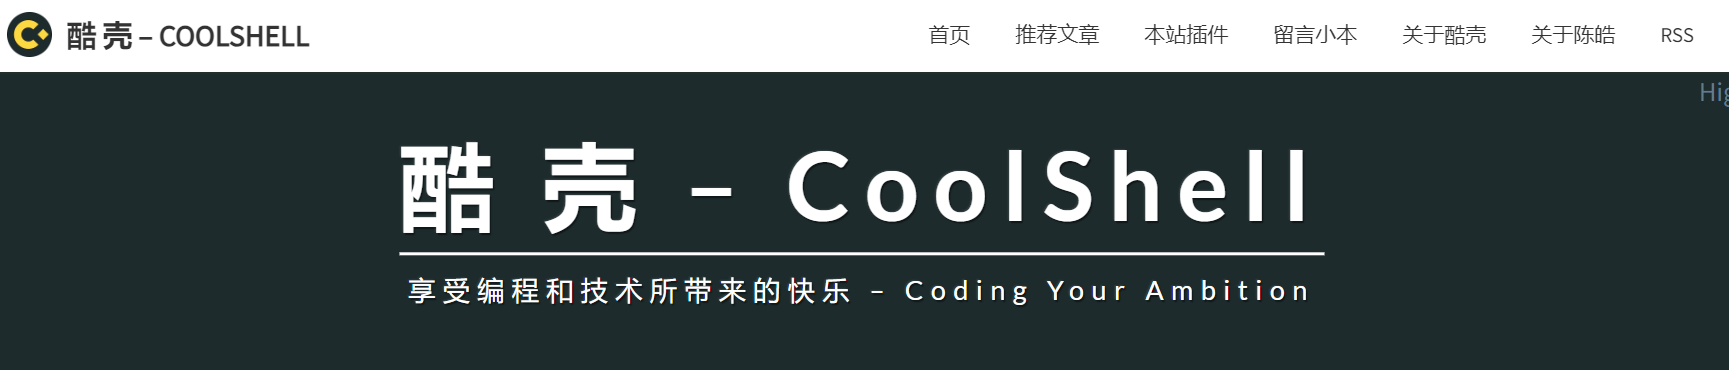 酷 壳 – COOLSHELL
首页 推荐文章 本站插件 留言小本 关于酷壳 关于陈皓 RSS
酷 壳 – CoolShell
享受编程和技术所带来的快乐 – Coding Your Ambition